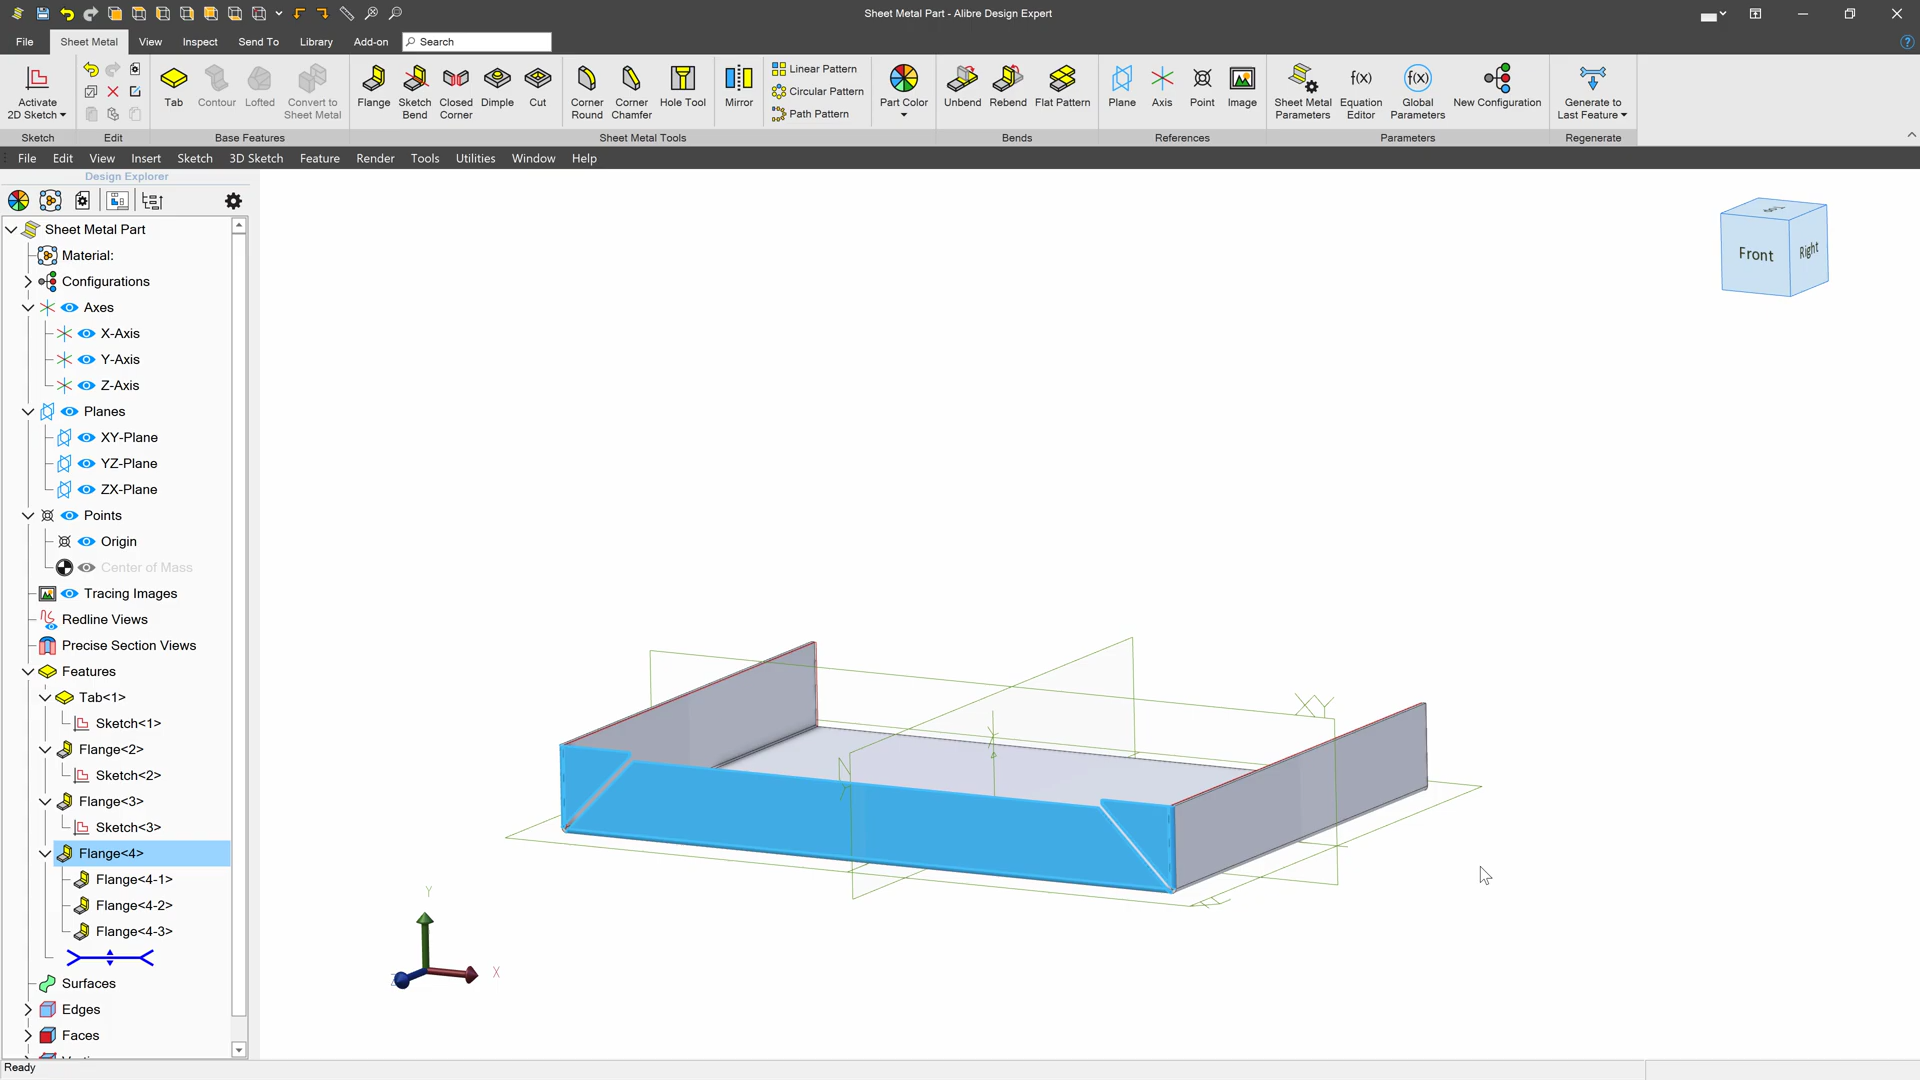 Sheet Metal Part - Alibre Design Expert
File Sheet Metal View Inspect Send To Library Add-on Search
Activate 2D Sketch
Tab
Contour
Lofted
Convert to Sheet Metal
Flange
Sketch Bend
Closed Corner
Dimple
Cut
Corner Round
Corner Chamfer
Hole Tool
Mirror
Linear Pattern
Circular Pattern
Path Pattern
Part Color
Unbend
Rebend
Flat Pattern
Plane
Axis
Point
Image
Sheet Metal Parameters
f(x)
Equation Editor
(x)
Global Parameters
New Configuration
Generate to Last Feature
Sketch Edit Base Features Sheet Metal Tools Bends References Parameters Regenerate
File Edit View Insert Sketch 3D Sketch Feature Render Tools Utilities Window Help
Design Explorer
Sheet Metal Part
Material:
Configurations
Axes
X-Axis
Y-Axis
Z-Axis
Planes
XY-Plane
YZ-Plane
ZX-Plane
Points
Origin
Center of Mass
Tracing Images
Redline Views
Precise Section Views
Features
Tab<1>
Sketch<1>
Flange<2>
Sketch<2>
Flange<3>
Sketch<3>
Flange<4>
Flange<4-1>
Flange<4-2>
Flange<4-3>
Surfaces
Edges
Faces
Front
Right
XY
Y
X
Z
Ready